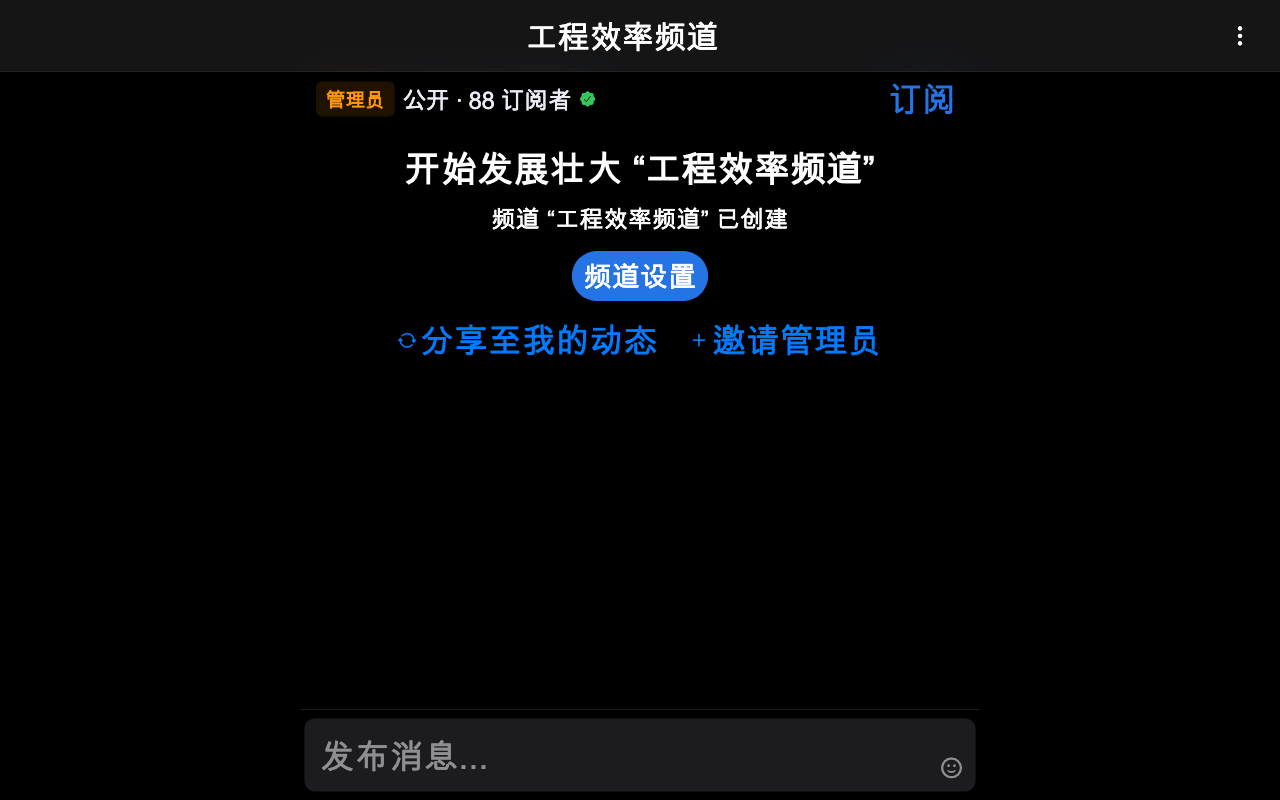 工程效率频道
管理员 公开 · 88 订阅者 订阅
开始发展壮大 “工程效率频道”
频道 “工程效率频道” 已创建
频道设置
分享至我的动态 + 邀请管理员
发布消息...